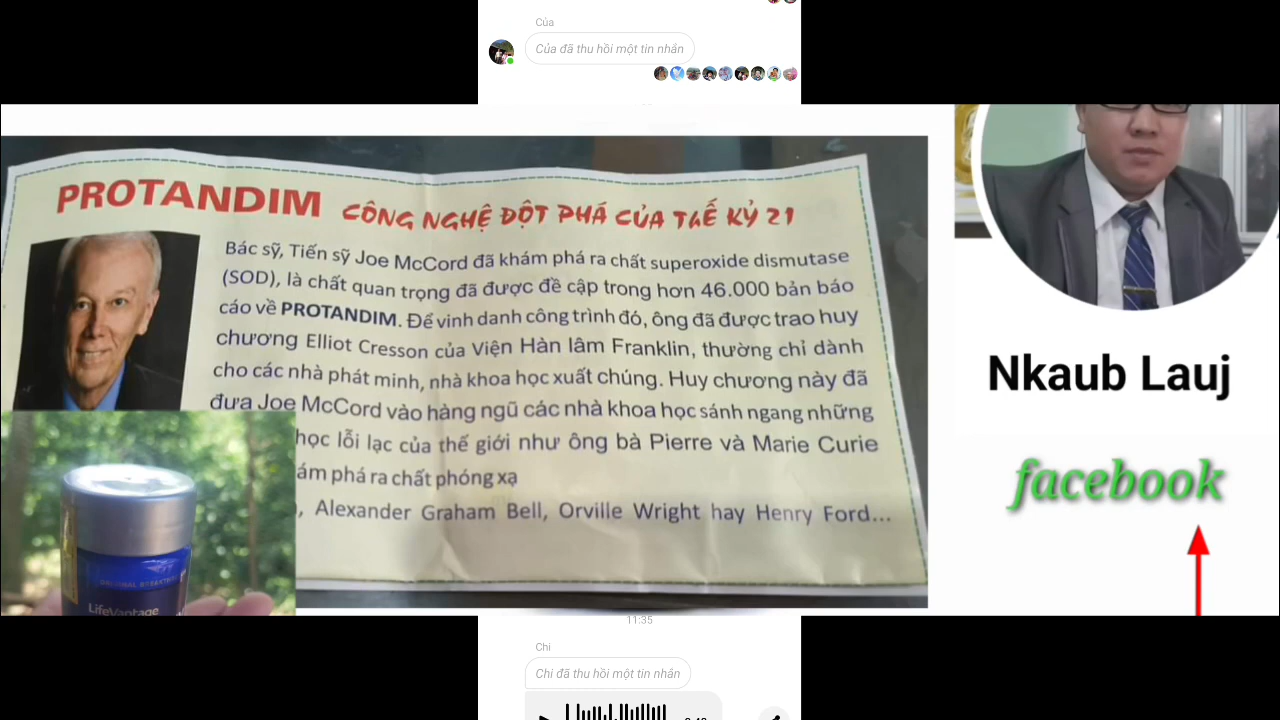 Của
Của đã thu hồi một tin nhắn
PROTANDIM CÔNG NGHỆ ĐỘT PHÁ CỦA THẾ KỶ 21
Bác sỹ, Tiến sỹ Joe McCord đã khám phá ra chất superoxide dismutase
(SOD), là chất quan trọng đã được đề cập trong hơn 46.000 bản báo
cáo về PROTANDIM. Để vinh danh công trình đó, ông đã được trao huy
chương Elliot Cresson của Viện Hàn lâm Franklin, thường chỉ dành
cho các nhà phát minh, nhà khoa học xuất chúng. Huy chương này đã
đưa Joe McCord vào hàng ngũ các nhà khoa học sánh ngang những
học lỗi lạc của thế giới như ông bà Pierre và Marie Curie
ám phá ra chất phóng xạ
, Alexander Graham Bell, Orville Wright hay Henry Ford...
LifeVantage
Nkaub Lauj
facebook
11:35
Chi
Chi đã thu hồi một tin nhắn